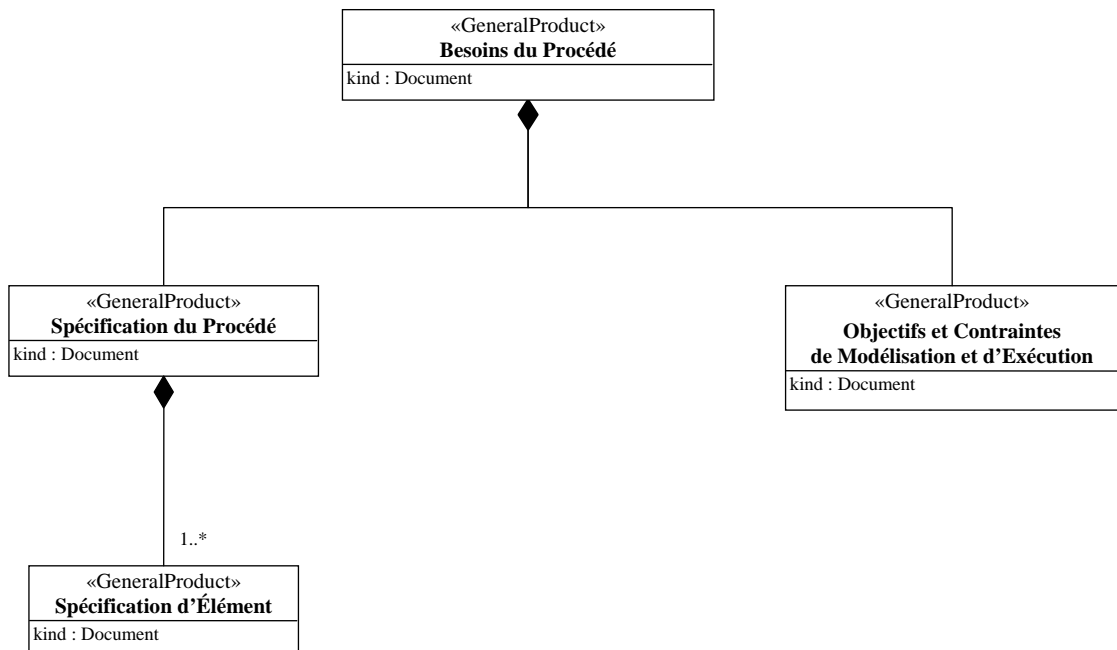 «GeneralProduct»
Besoins du Procédé
kind : Document
«GeneralProduct»
Spécification du Procédé
kind : Document
«GeneralProduct»
Objectifs et Contraintes
de Modélisation et d'Exécution
kind : Document
1..*
«GeneralProduct»
Spécification d'Élément
kind : Document